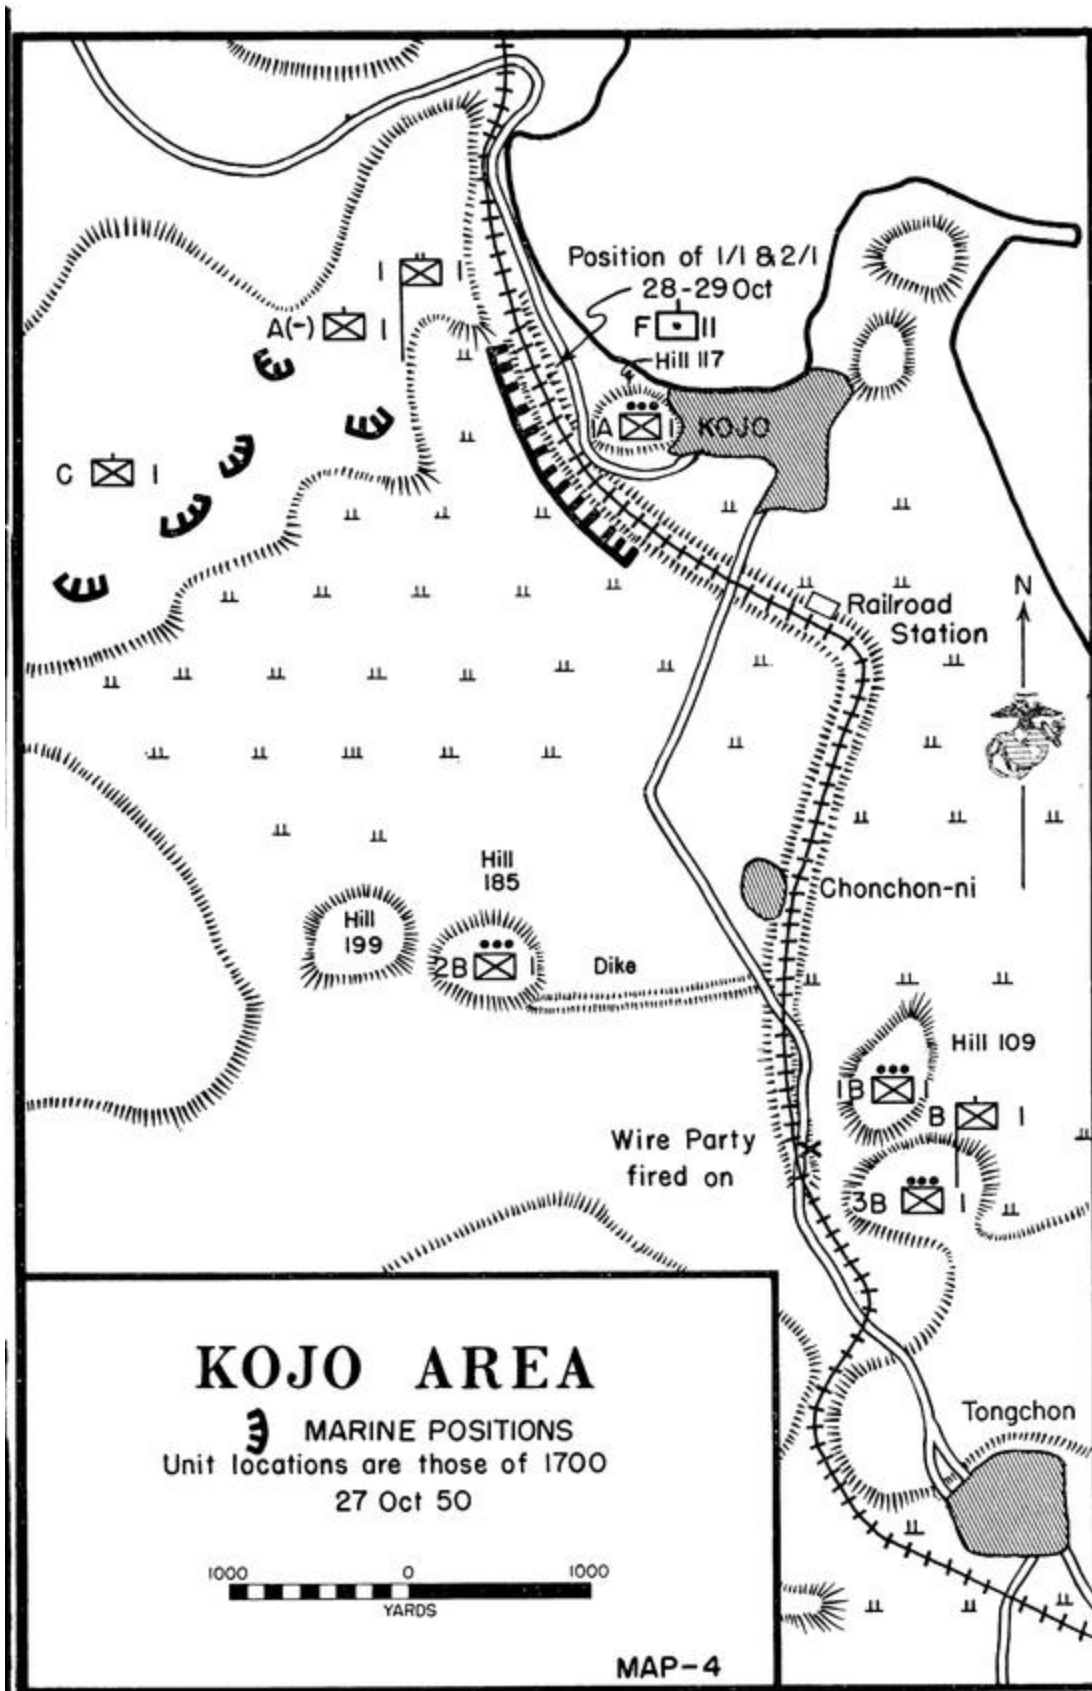 Position of 1/1 & 2/1
28-29 Oct
I I
A(-) I
F II
Hill 117
A I
KOJO
C I
N
Railroad
Station
Chonchon-ni
Hill
185
Hill
199
2B I
Dike
Hill 109
1B I
B I
Wire Party
fired on
3B I
KOJO AREA
MARINE POSITIONS
Unit locations are those of 1700
27 Oct 50
Tongchon
1000 0 1000
YARDS
MAP-4